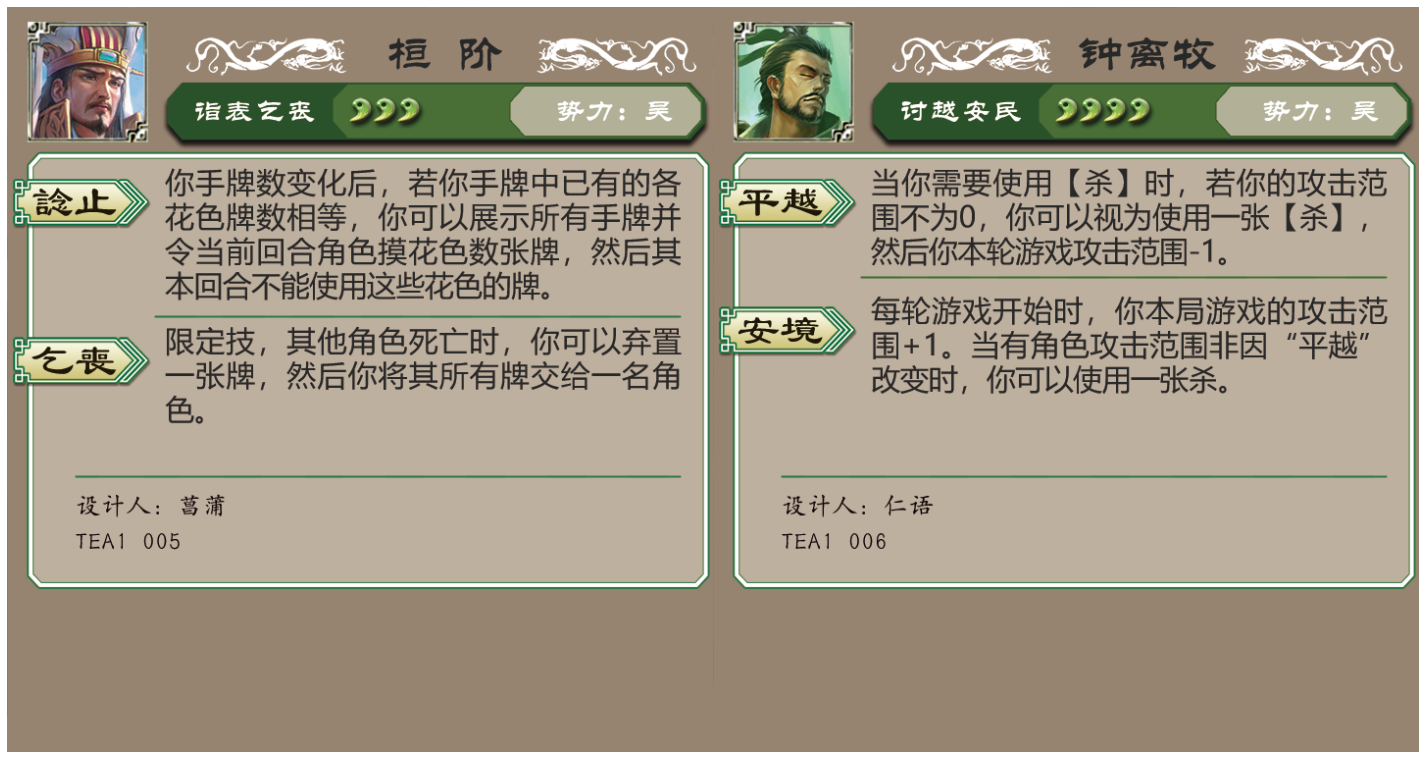 桓阶
诣表乞丧
势力：吴
谂止
你手牌数变化后，若你手牌中已有的各
花色牌数相等，你可以展示所有手牌并
令当前回合角色摸花色数张牌，然后其
本回合不能使用这些花色的牌。
乞喪
限定技，其他角色死亡时，你可以弃置
一张牌，然后你将其所有牌交给一名角
色。
设计人：菖蒲
TEA1 005
钟离牧
讨越安民
势力：吴
平越
当你需要使用【杀】时，若你的攻击范
围不为0，你可以视为使用一张【杀】，
然后你本轮游戏攻击范围-1。
安境
每轮游戏开始时，你本局游戏的攻击范
围+1。当有角色攻击范围非因“平越”
改变时，你可以使用一张杀。
设计人：仁语
TEA1 006